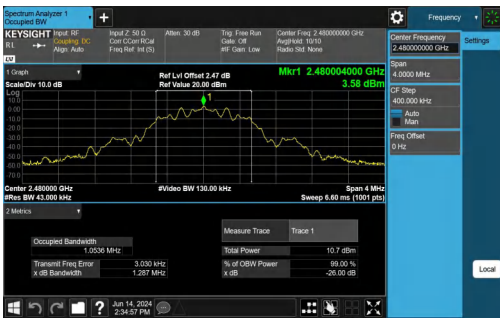 Spectrum Analyzer 1
Occupied BW
+
Frequency
KEYSIGHT
Input: RF
Input Z: 50 Ω
Atten: 30 dB
Trig: Free Run
Center Freq: 2.480000000 GHz
RL
Coupling: DC
Corr CCorr RCal
Gate: Off
Avg|Hold: 10/10
Align: Auto
Freq Ref: Int (S)
#IF Gain: Low
Radio Std: None
Center Frequency
2.480000000 GHz
Settings
Span
4.0000 MHz
CF Step
400.000 kHz
Auto
Man
Freq Offset
0 Hz
Local
1 Graph
Ref Lvl Offset 2.47 dB
Mkr1 2.480004000 GHz
Scale/Div 10.0 dB
Ref Value 20.00 dBm
3.58 dBm
Log
10.0
0.00
-10.0
-20.0
-30.0
-40.0
-50.0
-60.0
-70.0
1
Center 2.480000 GHz
#Video BW 130.00 kHz
Span 4 MHz
#Res BW 43.000 kHz
Sweep 6.60 ms (1001 pts)
2 Metrics
Measure Trace
Trace 1
Occupied Bandwidth
1.0536 MHz
Total Power
10.7 dBm
Transmit Freq Error
3.030 kHz
% of OBW Power
99.00 %
x dB Bandwidth
1.287 MHz
x dB
-26.00 dB
?
Jun 14, 2024
2:34:57 PM